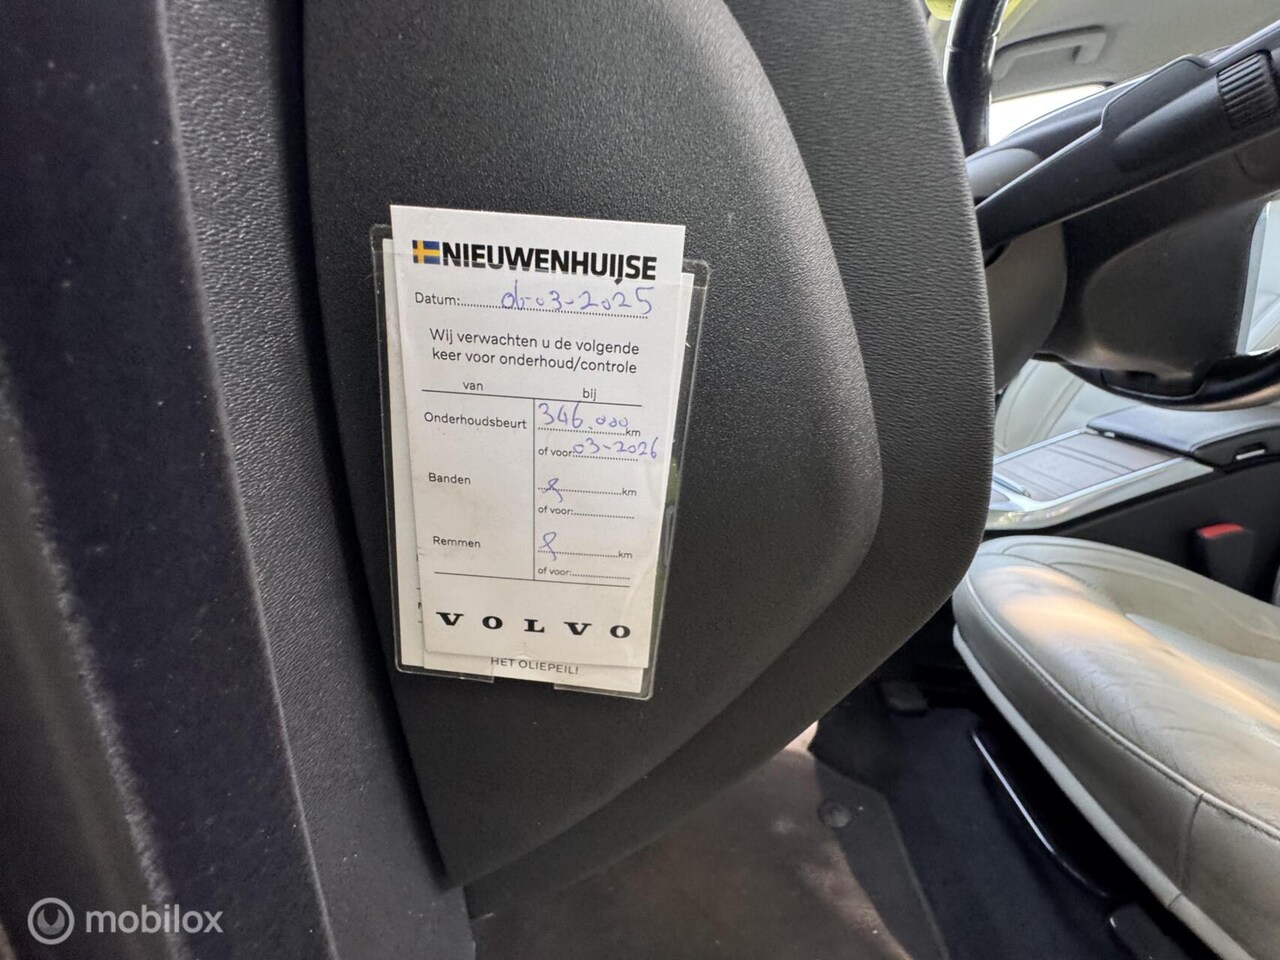 NIEUWENHUIJSE
Datum: 06-03-2025
Wij verwachten u de volgende
keer voor onderhoud/controle
van bij
Onderhoudsbeurt 346.000 km
of voor: 03-2026
Banden km
of voor:
Remmen km
of voor:
VOLVO
HET OLIEPEIL!
mobilox